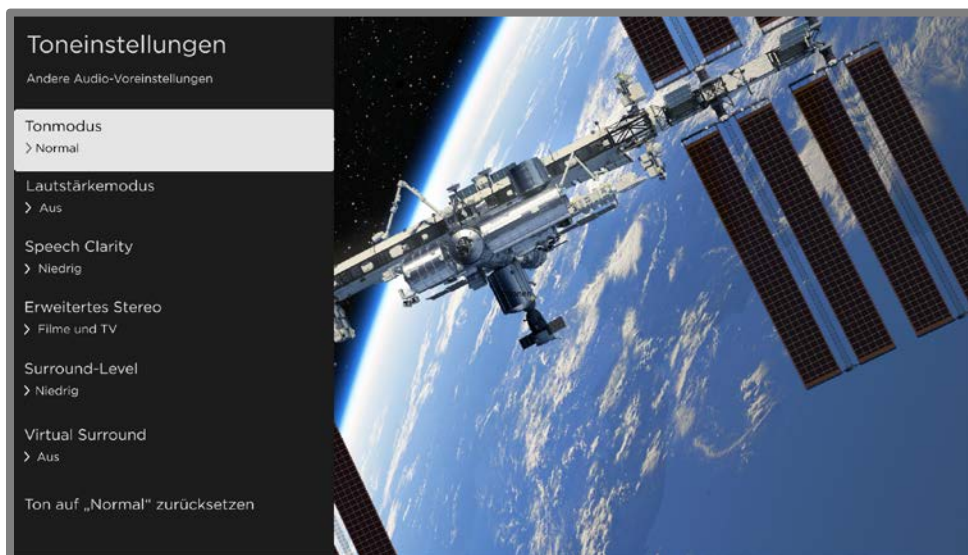 Toneinstellungen
Andere Audio-Voreinstellungen
Tonmodus
Normal
Lautstärkemodus
Aus
Speech Clarity
Niedrig
Erweitertes Stereo
Filme und TV
Surround-Level
Niedrig
Virtual Surround
Aus
Ton auf „Normal“ zurücksetzen